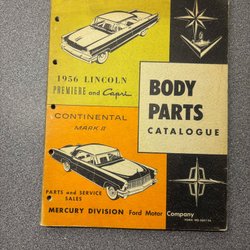 1956 LINCOLN
PREMIERE and Capri
BODY
PARTS
CATALOGUE
CONTINENTAL
MARK II
PARTS and SERVICE
SALES
MERCURY DIVISION Ford Motor Company